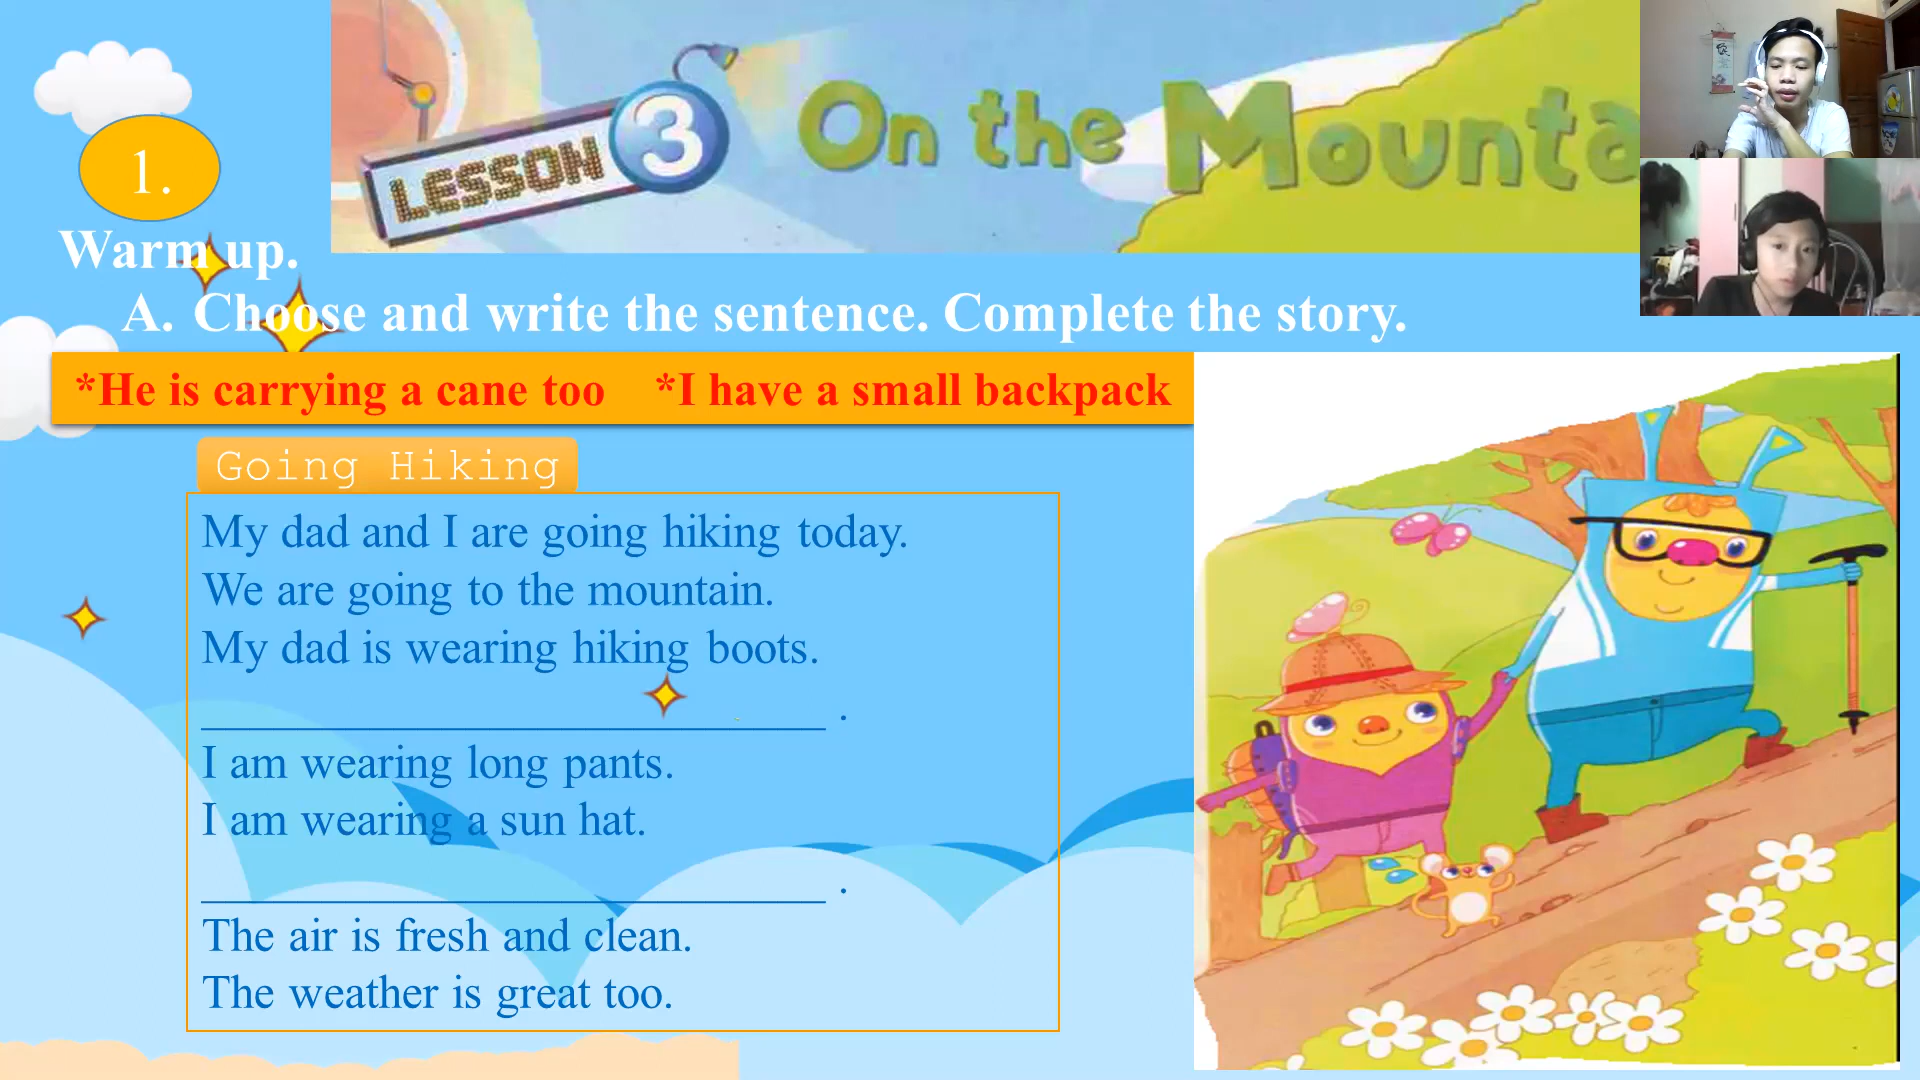 LESSON 3 On the Mounta
1.
Warm up.
A. Choose and write the sentence. Complete the story.
*He is carrying a cane too *I have a small backpack
Going Hiking
My dad and I are going hiking today.
We are going to the mountain.
My dad is wearing hiking boots.
______________________________ .
I am wearing long pants.
I am wearing a sun hat.
______________________________ .
The air is fresh and clean.
The weather is great too.